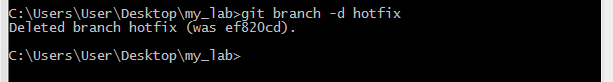 C:\Users\User\Desktop\my_lab>git branch -d hotfix
Deleted branch hotfix (was ef820cd).
C:\Users\User\Desktop\my_lab>